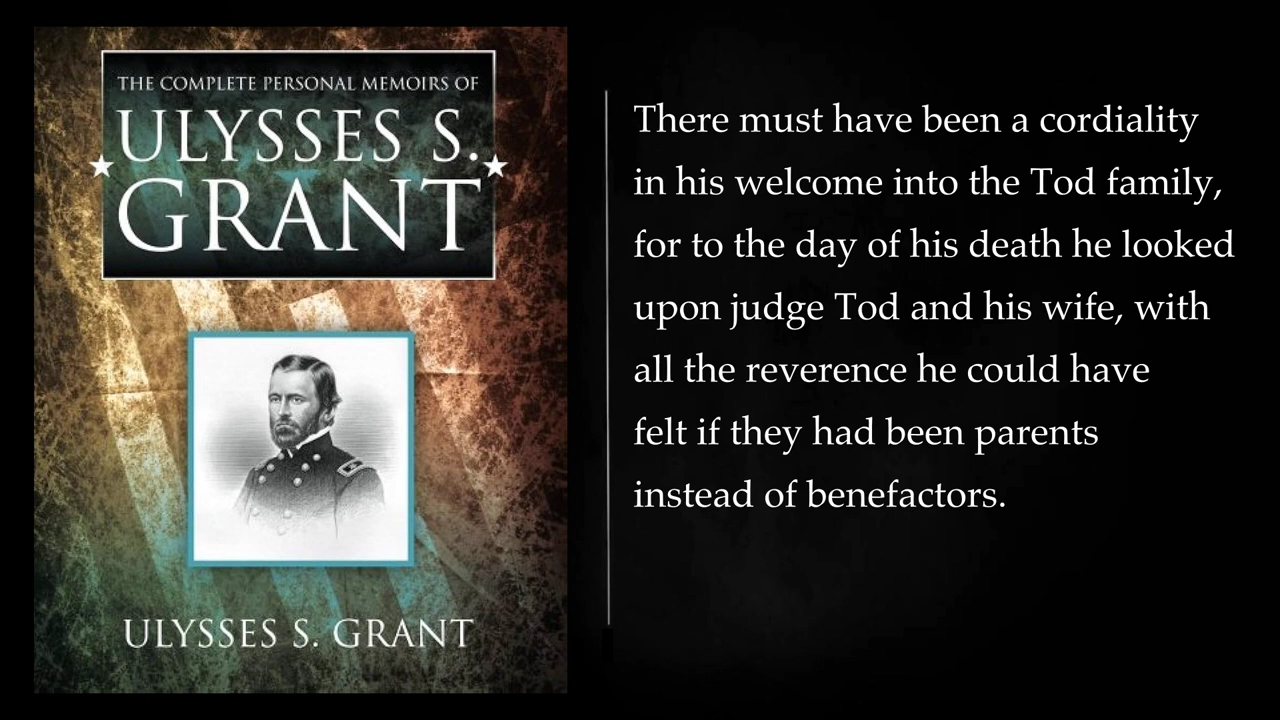 THE COMPLETE PERSONAL MEMOIRS OF
ULYSSES S.
GRANT
ULYSSES S. GRANT
There must have been a cordiality
in his welcome into the Tod family,
for to the day of his death he looked
upon judge Tod and his wife, with
all the reverence he could have
felt if they had been parents
instead of benefactors.